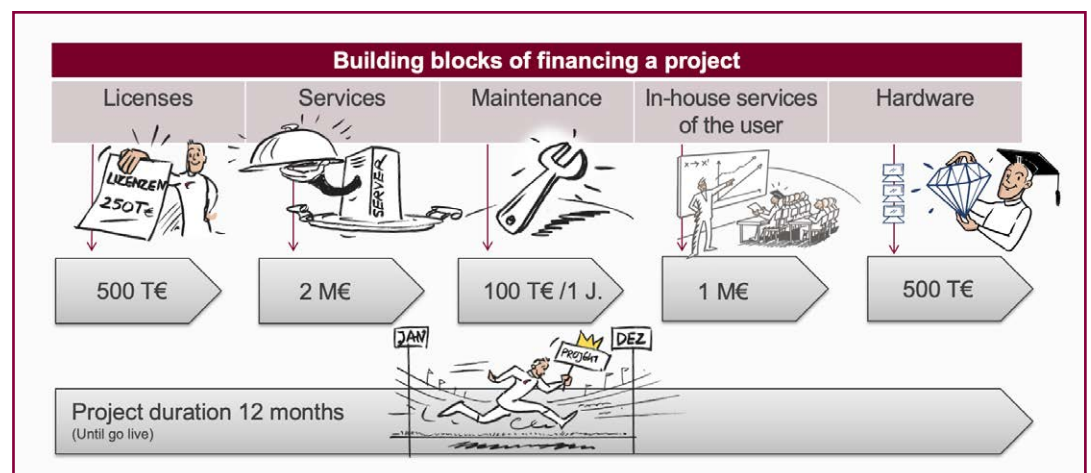 Building blocks of financing a project
Licenses
Services
Maintenance
In-house services
of the user
Hardware
LIZENZEN
250T€
SERVER
x → x'
500 T€
2 M€
100 T€ /1 J.
1 M€
500 T€
JAN
PROJEKT
DEZ
Project duration 12 months
(Until go live)